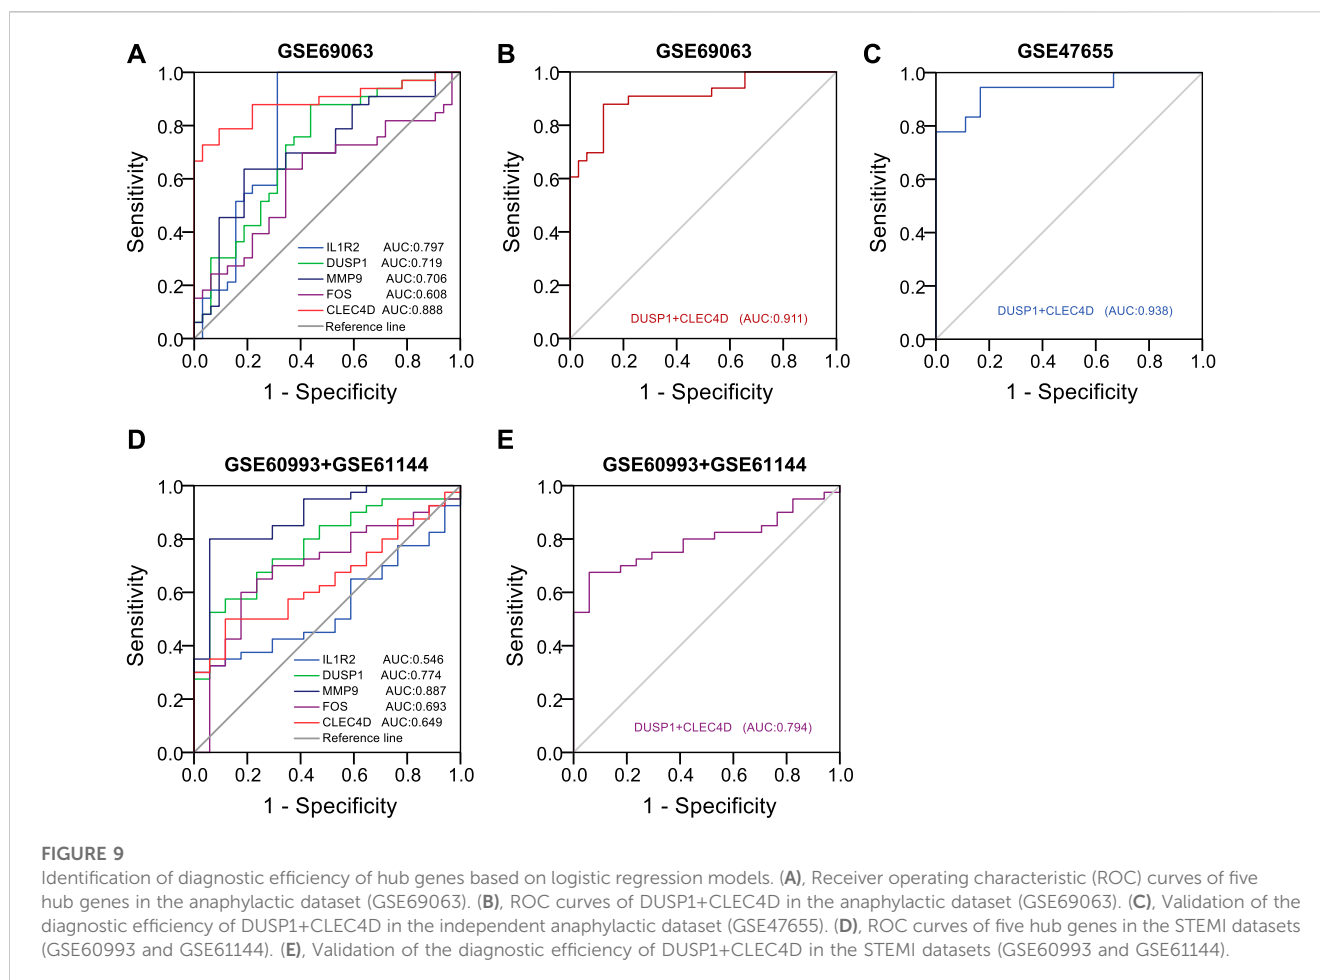 A
GSE69063
1.0
0.8
0.6
0.4
0.2
0.0
Sensitivity
IL1R2 AUC:0.797
DUSP1 AUC:0.719
MMP9 AUC:0.706
FOS AUC:0.608
CLEC4D AUC:0.888
Reference line
0.0 0.2 0.4 0.6 0.8 1.0
1 - Specificity
B
GSE69063
1.0
0.8
0.6
0.4
0.2
0.0
Sensitivity
DUSP1+CLEC4D (AUC:0.911)
0.0 0.2 0.4 0.6 0.8 1.0
1 - Specificity
C
GSE47655
1.0
0.8
0.6
0.4
0.2
0.0
Sensitivity
DUSP1+CLEC4D (AUC:0.938)
0.0 0.2 0.4 0.6 0.8 1.0
1 - Specificity
D
GSE60993+GSE61144
1.0
0.8
0.6
0.4
0.2
0.0
Sensitivity
IL1R2 AUC:0.546
DUSP1 AUC:0.774
MMP9 AUC:0.887
FOS AUC:0.693
CLEC4D AUC:0.649
Reference line
0.0 0.2 0.4 0.6 0.8 1.0
1 - Specificity
E
GSE60993+GSE61144
1.0
0.8
0.6
0.4
0.2
0.0
Sensitivity
DUSP1+CLEC4D (AUC:0.794)
0.0 0.2 0.4 0.6 0.8 1.0
1 - Specificity
FIGURE 9
Identification of diagnostic efficiency of hub genes based on logistic regression models. (A), Receiver operating characteristic (ROC) curves of five
hub genes in the anaphylactic dataset (GSE69063). (B), ROC curves of DUSP1+CLEC4D in the anaphylactic dataset (GSE69063). (C), Validation of the
diagnostic efficiency of DUSP1+CLEC4D in the independent anaphylactic dataset (GSE47655). (D), ROC curves of five hub genes in the STEMI datasets
(GSE60993 and GSE61144). (E), Validation of the diagnostic efficiency of DUSP1+CLEC4D in the STEMI datasets (GSE60993 and GSE61144).